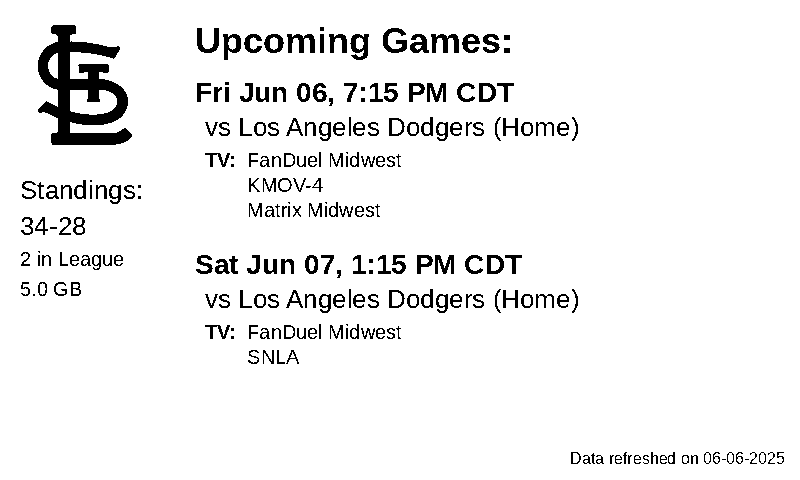 STL
Standings:
34-28
2 in League
5.0 GB
Upcoming Games:
Fri Jun 06, 7:15 PM CDT
vs Los Angeles Dodgers (Home)
TV: FanDuel Midwest
KMOV-4
Matrix Midwest
Sat Jun 07, 1:15 PM CDT
vs Los Angeles Dodgers (Home)
TV: FanDuel Midwest
SNLA
Data refreshed on 06-06-2025